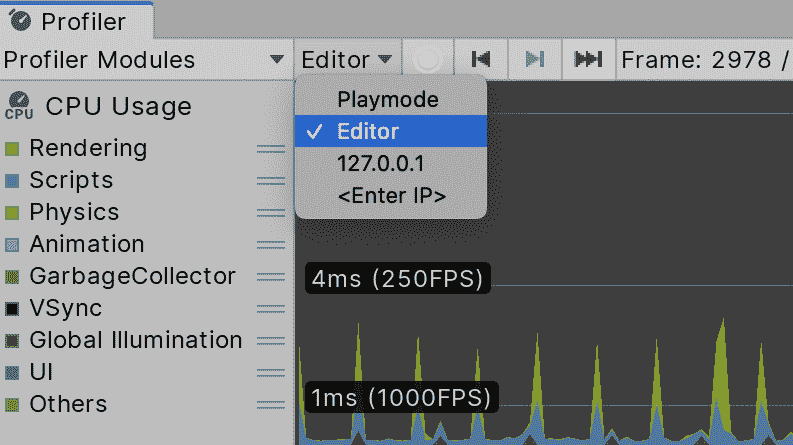 Profiler
Profiler Modules Editor Frame: 2978 /
CPU
CPU Usage
Playmode
Editor
127.0.0.1
<Enter IP>
Rendering
Scripts
Physics
Animation
GarbageCollector
VSync
Global Illumination
UI
Others
4ms (250FPS)
1ms (1000FPS)